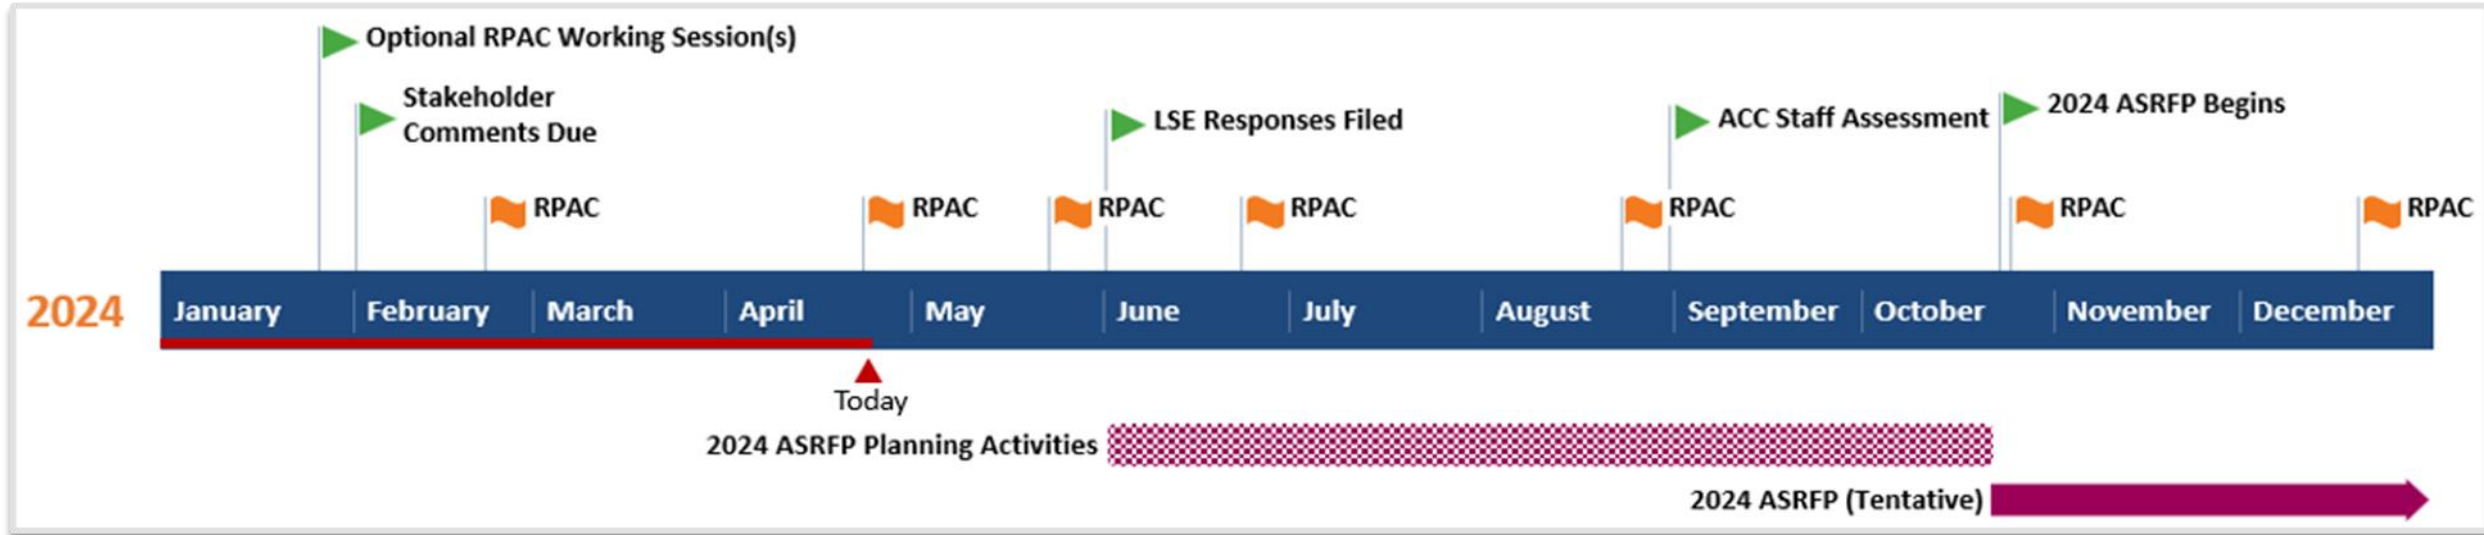 Optional RPAC Working Session(s)
Stakeholder
Comments Due
LSE Responses Filed
ACC Staff Assessment
2024 ASRFP Begins
RPAC
RPAC
RPAC
RPAC
RPAC
RPAC
RPAC
2024
January
February
March
April
May
June
July
August
September
October
November
December
Today
2024 ASRFP Planning Activities
2024 ASRFP (Tentative)